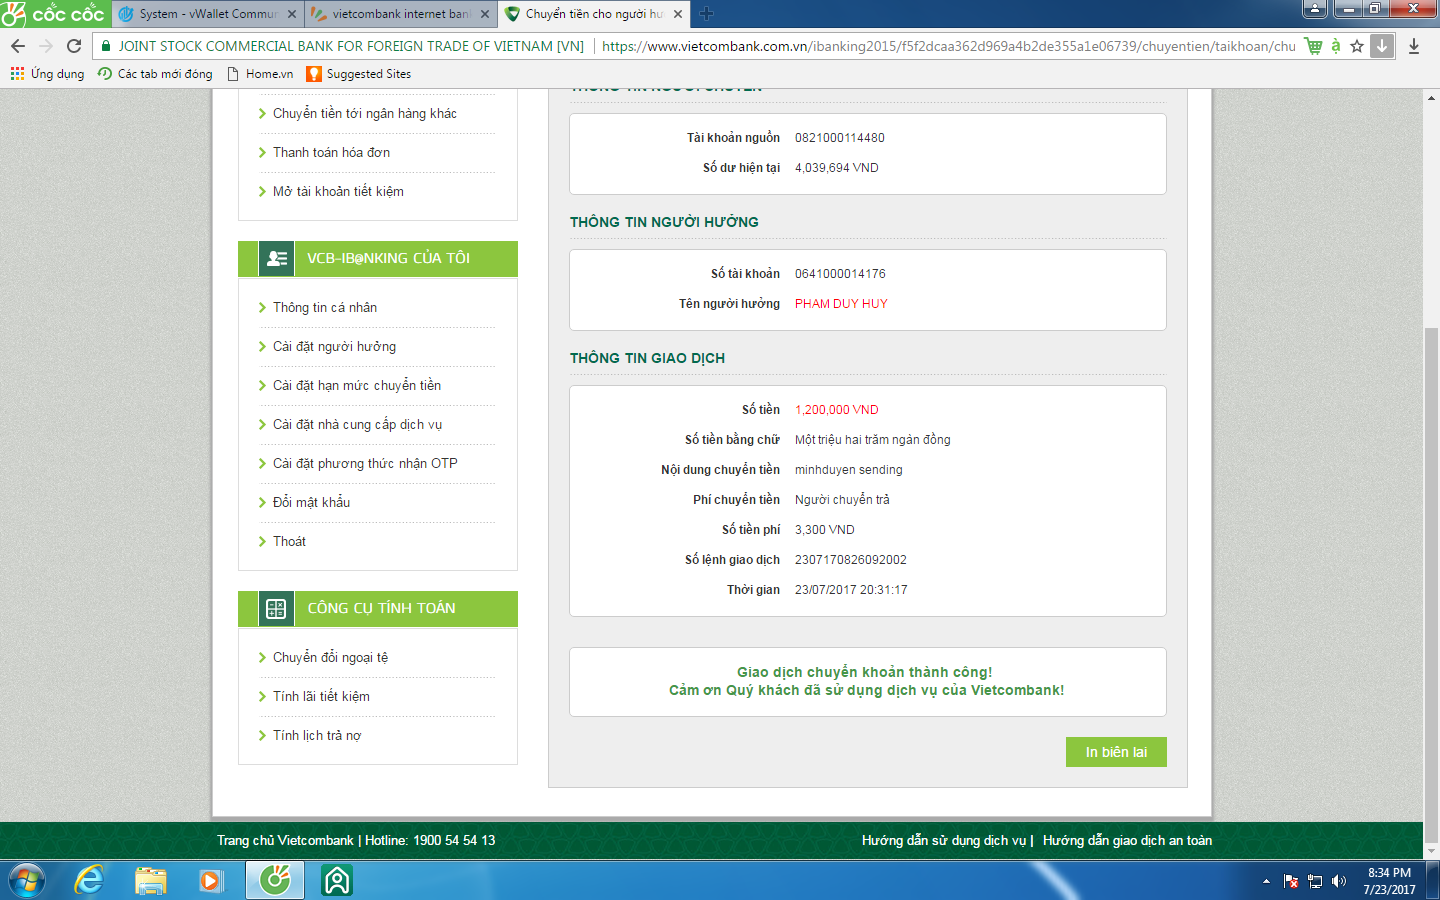 cốc cốc
System - vWallet Commun
vietcombank internet bank
Chuyển tiền cho người hư
JOINT STOCK COMMERCIAL BANK FOR FOREIGN TRADE OF VIETNAM [VN]
https://www.vietcombank.com.vn/ibanking2015/f5f2dcaa362d969a4b2de355a1e06739/chuyentien/taikhoan/chu
Ứng dụng
Các tab mới đóng
Home.vn
Suggested Sites
Chuyển tiền tới ngân hàng khác
Thanh toán hóa đơn
Mở tài khoản tiết kiệm
VCB-IB@NKING CỦA TÔI
Thông tin cá nhân
Cài đặt người hưởng
Cài đặt hạn mức chuyển tiền
Cài đặt nhà cung cấp dịch vụ
Cài đặt phương thức nhận OTP
Đổi mật khẩu
Thoát
CÔNG CỤ TÍNH TOÁN
Chuyển đổi ngoại tệ
Tính lãi tiết kiệm
Tính lịch trả nợ
THÔNG TIN NGƯỜI CHUYỂN
Tài khoản nguồn 0821000114480
Số dư hiện tại 4,039,694 VND
THÔNG TIN NGƯỜI HƯỞNG
Số tài khoản 0641000014176
Tên người hưởng PHAM DUY HUY
THÔNG TIN GIAO DỊCH
Số tiền 1,200,000 VND
Số tiền bằng chữ Một triệu hai trăm ngàn đồng
Nội dung chuyển tiền minhduyen sending
Phí chuyển tiền Người chuyển trả
Số tiền phí 3,300 VND
Số lệnh giao dịch 2307170826092002
Thời gian 23/07/2017 20:31:17
Giao dịch chuyển khoản thành công!
Cảm ơn Quý khách đã sử dụng dịch vụ của Vietcombank!
In biên lai
Trang chủ Vietcombank | Hotline: 1900 54 54 13
Hướng dẫn sử dụng dịch vụ | Hướng dẫn giao dịch an toàn
8:34 PM
7/23/2017